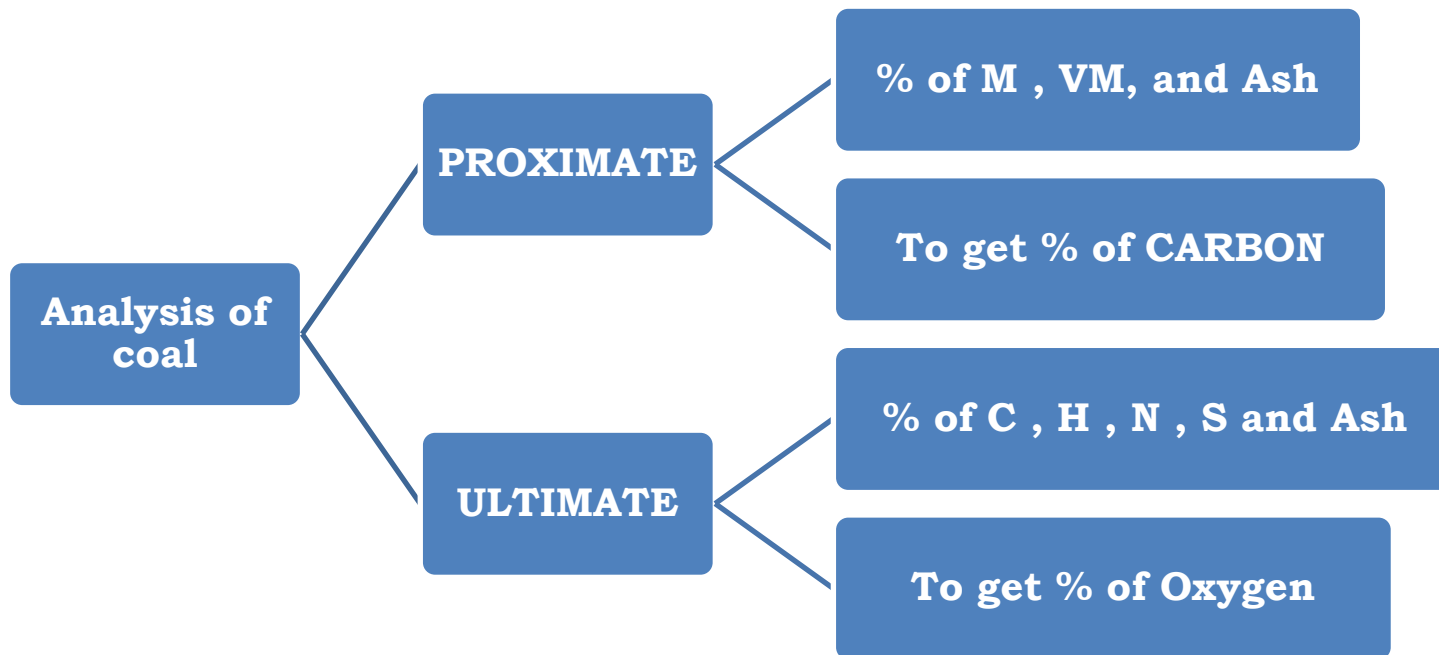 Analysis of
coal
PROXIMATE
% of M , VM, and Ash
To get % of CARBON
ULTIMATE
% of C , H , N , S and Ash
To get % of Oxygen